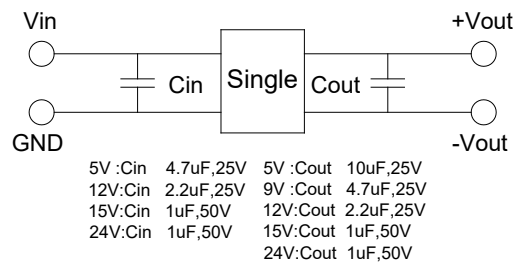 Vin +Vout
Cin Single Cout
GND -Vout
5V :Cin 4.7uF,25V 5V :Cout 10uF,25V
12V:Cin 2.2uF,25V 9V :Cout 4.7uF,25V
15V:Cin 1uF,50V 12V:Cout 2.2uF,25V
24V:Cin 1uF,50V 15V:Cout 1uF,50V
24V:Cout 1uF,50V